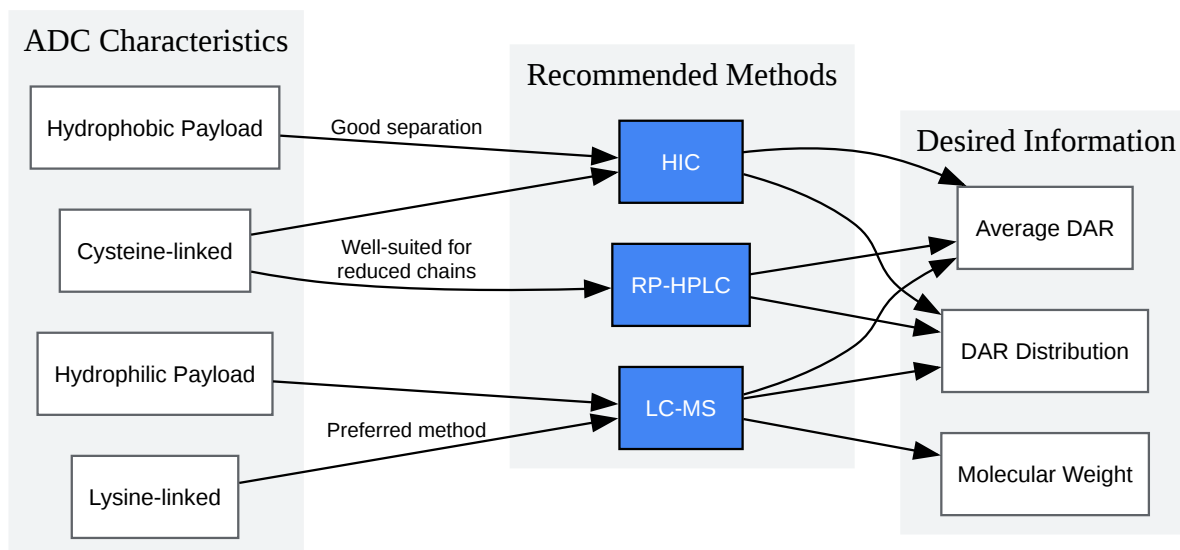 ADC Characteristics
Hydrophobic Payload
Cysteine-linked
Hydrophilic Payload
Lysine-linked
Good separation
Well-suited for
reduced chains
Preferred method
Recommended Methods
HIC
RP-HPLC
LC-MS
Desired Information
Average DAR
DAR Distribution
Molecular Weight